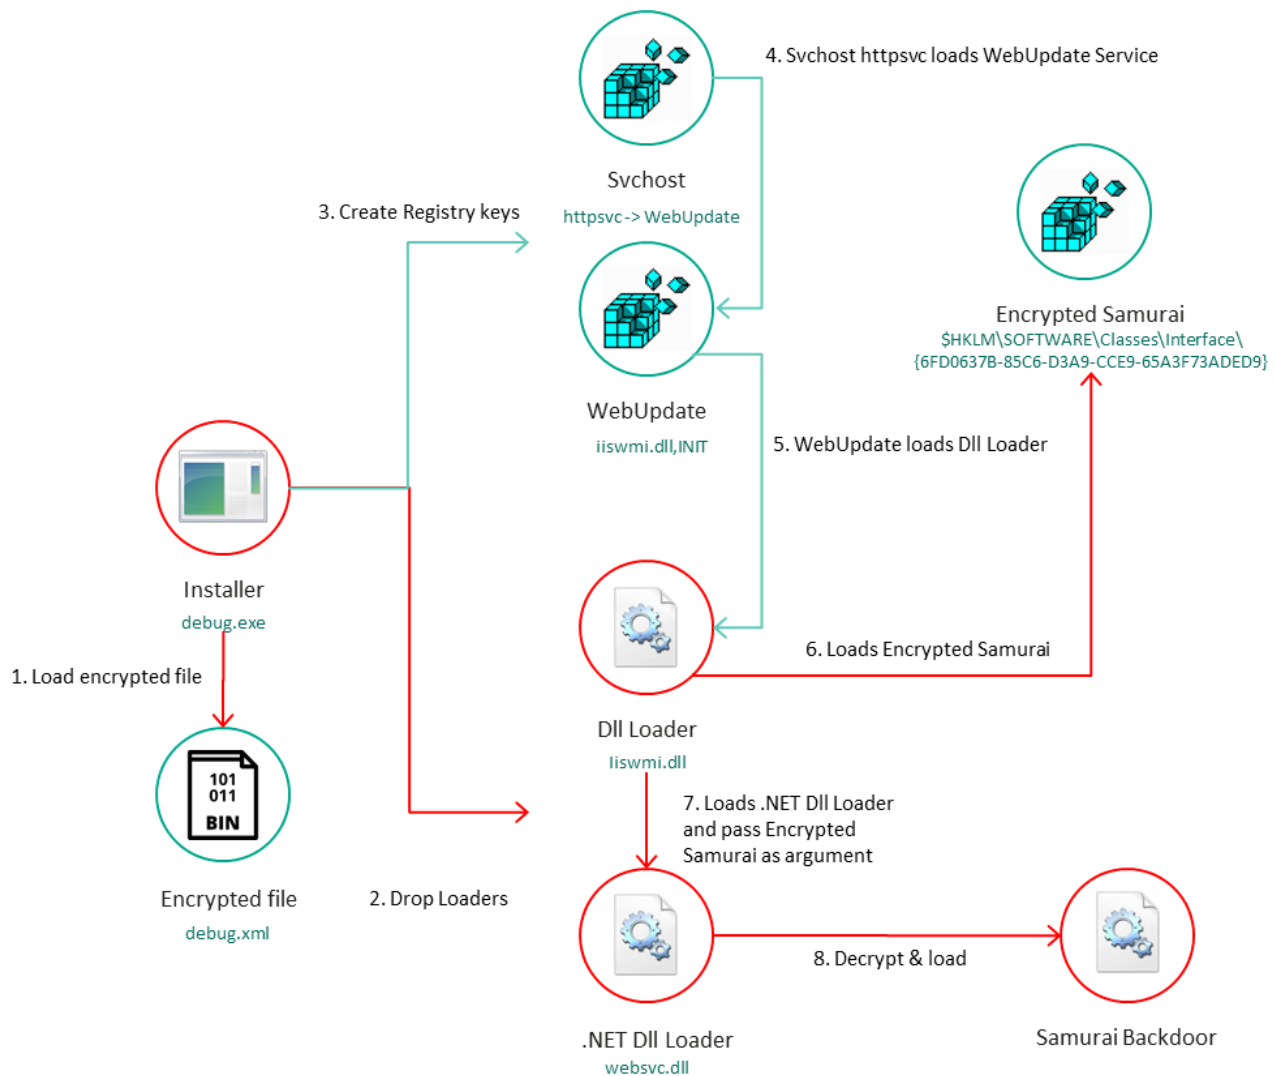 4. Svchost httpsvc loads WebUpdate Service
Svchost
httpsvc -> WebUpdate
3. Create Registry keys
Encrypted Samurai
$HKLM\SOFTWARE\Classes\Interface\
{6FD0637B-85C6-D3A9-CCE9-65A3F73ADED9}
WebUpdate
iiswmi.dll,INIT
5. WebUpdate loads Dll Loader
Installer
debug.exe
1. Load encrypted file
6. Loads Encrypted Samurai
Dll Loader
Iiswmi.dll
101
011
BIN
7. Loads .NET Dll Loader
and pass Encrypted
Samurai as argument
Encrypted file
debug.xml
2. Drop Loaders
8. Decrypt & load
.NET Dll Loader
websvc.dll
Samurai Backdoor